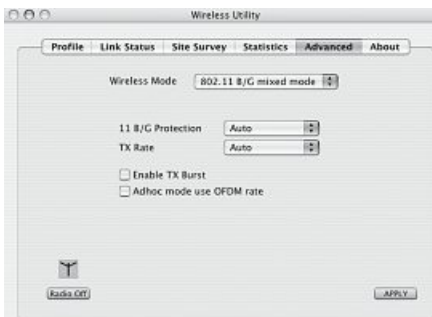 Wireless Utility
Profile Link Status Site Survey Statistics Advanced About
Wireless Mode 802.11 B/G mixed mode
11 B/G Protection Auto
TX Rate Auto
Enable TX Burst
Adhoc mode use OFDM rate
Radio Off APPLY